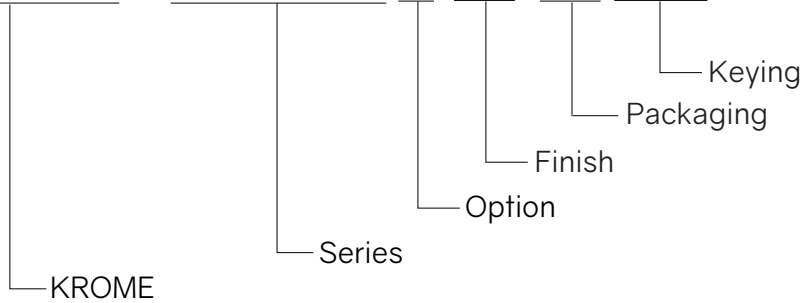 Keying
Packaging
Finish
Option
Series
KROME